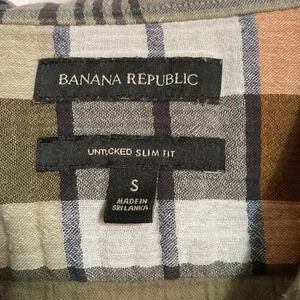 BANANA REPUBLIC
UNTUCKED SLIM FIT
S
MADE IN
SRI LANKA